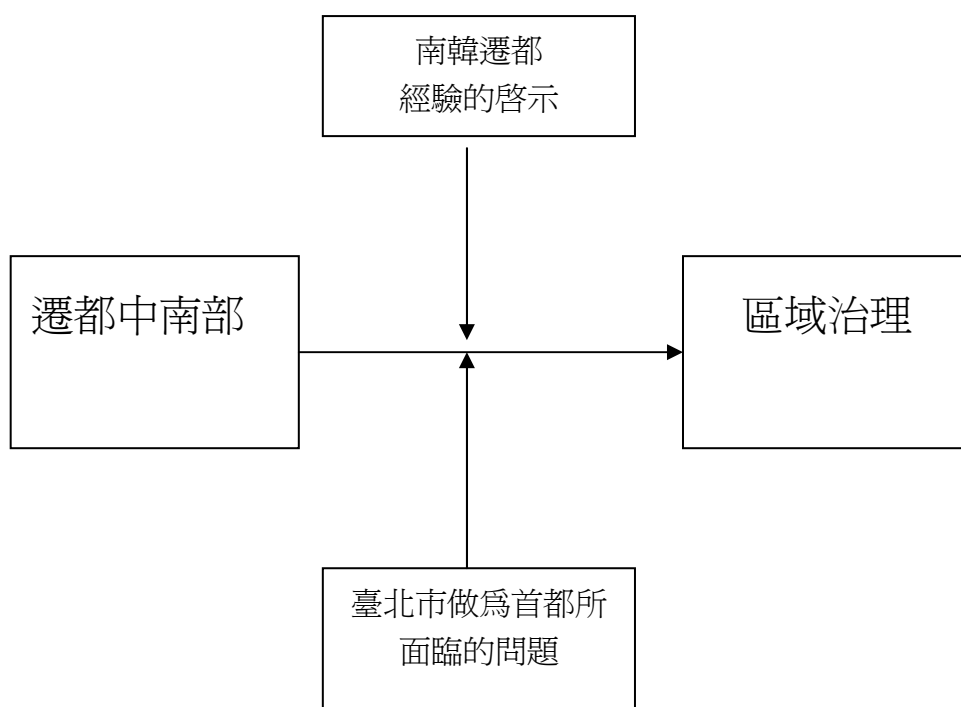 南韓遷都
經驗的啓示
遷都中南部
區域治理
臺北市做爲首都所
面臨的問題